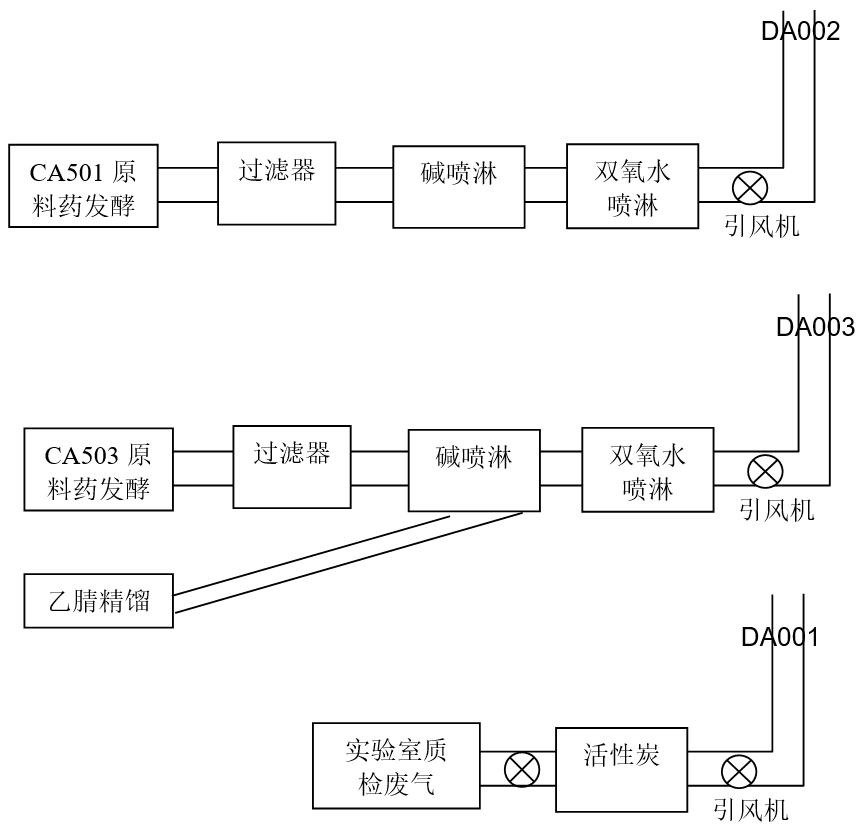 DA002
CA501 原
料药发酵
过滤器
碱喷淋
双氧水
喷淋
引风机
DA003
CA503 原
料药发酵
过滤器
碱喷淋
双氧水
喷淋
引风机
乙腈精馏
DA001
实验室质
检废气
活性炭
引风机